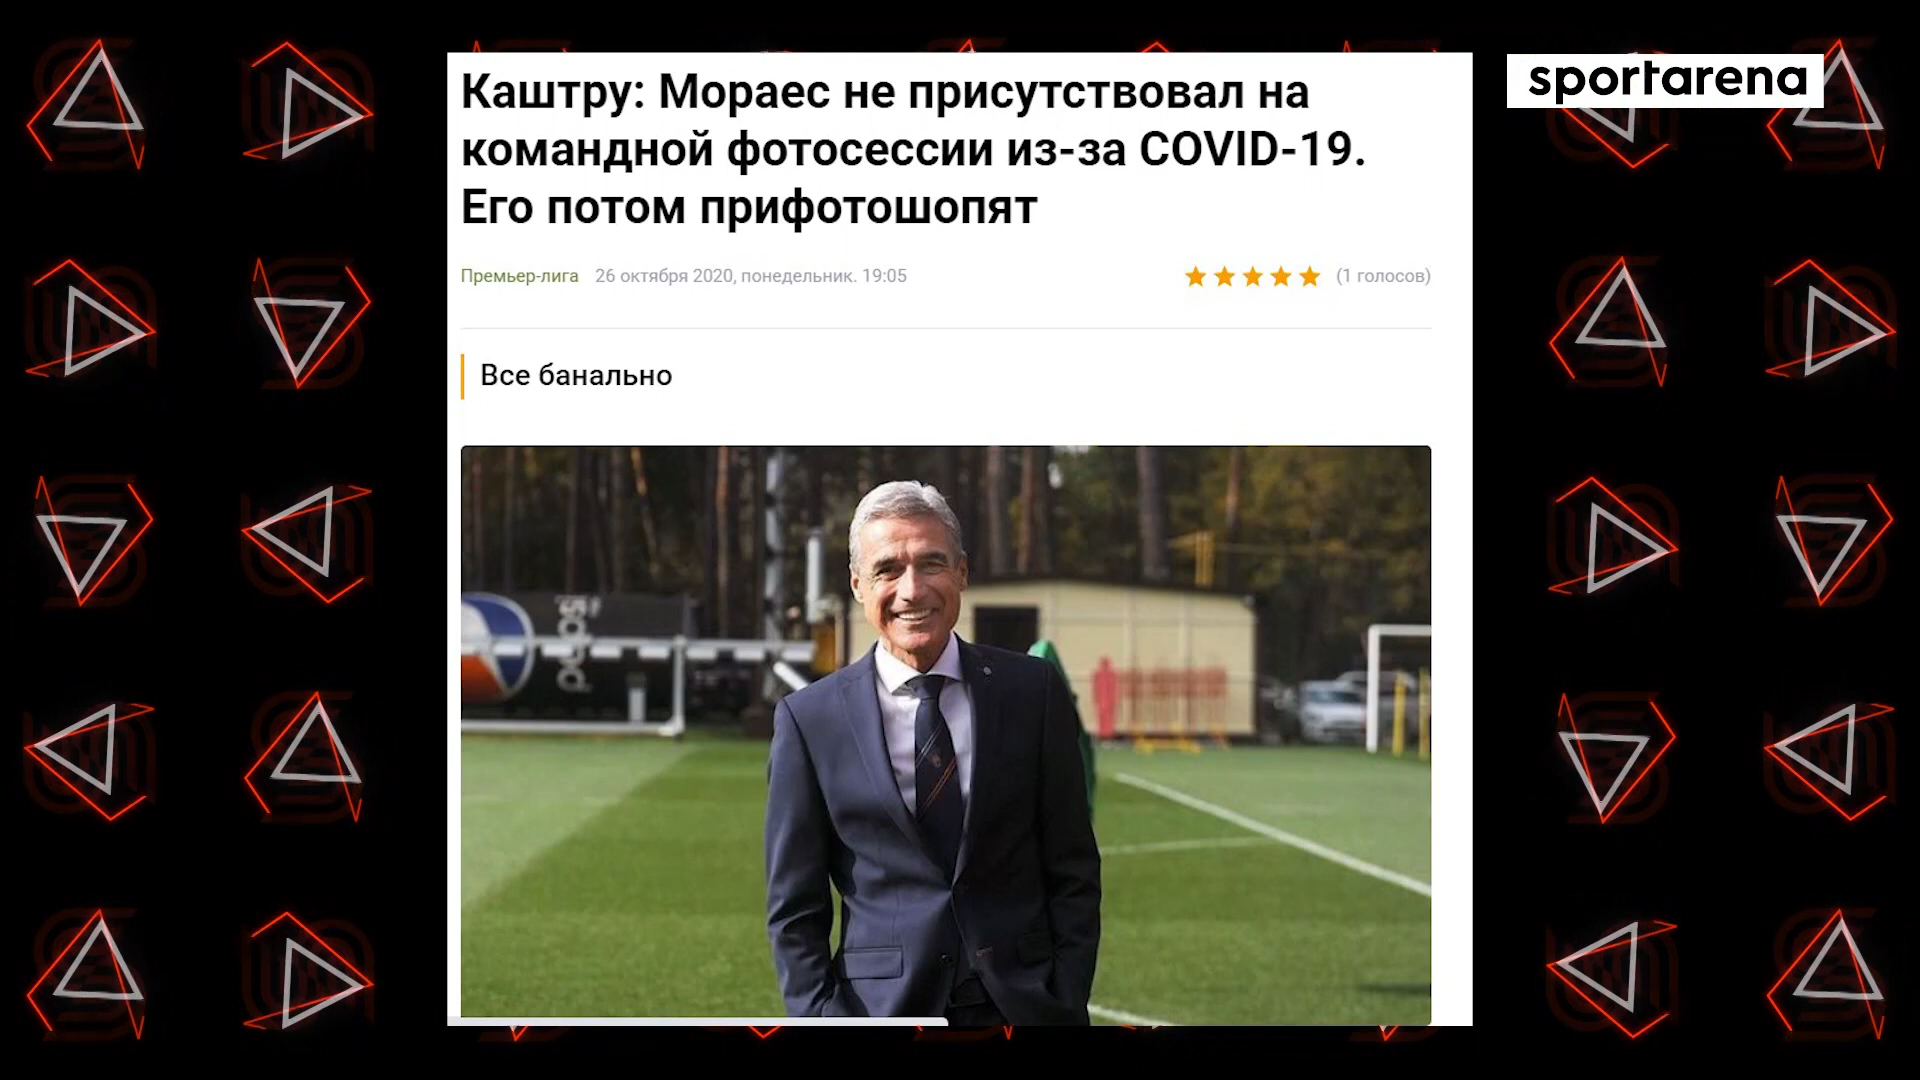 Каштру: Мораес не присутствовал на
командной фотосессии из-за COVID-19.
Его потом прифотошопят
sportarena
Премьер-лига 26 октября 2020, понедельник. 19:05 (1 голосов)
Все банально
pepsi